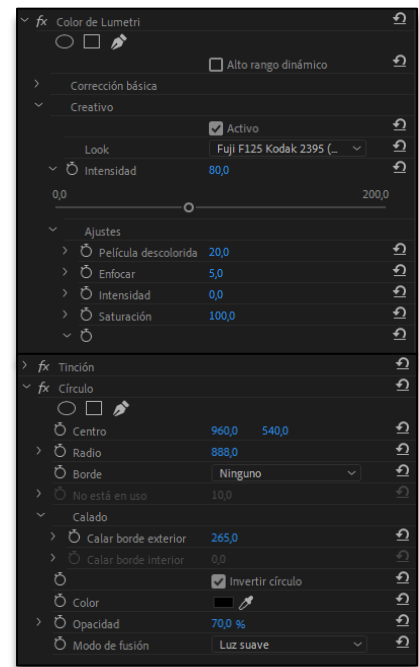 fx Color de Lumetri
Alto rango dinámico
Corrección básica
Creativo
Activo
Look Fuji F125 Kodak 2395 (...
Intensidad 80,0
0,0 200,0
Ajustes
Película descolorida 20,0
Enfocar 5,0
Intensidad 0,0
Saturación 100,0
fx Tinción
fx Círculo
Centro 960,0 540,0
Radio 888,0
Borde Ninguno
No está en uso 10,0
Calado
Calar borde exterior 265,0
Calar borde interior 0,0
Invertir círculo
Color
Opacidad 70,0 %
Modo de fusión Luz suave